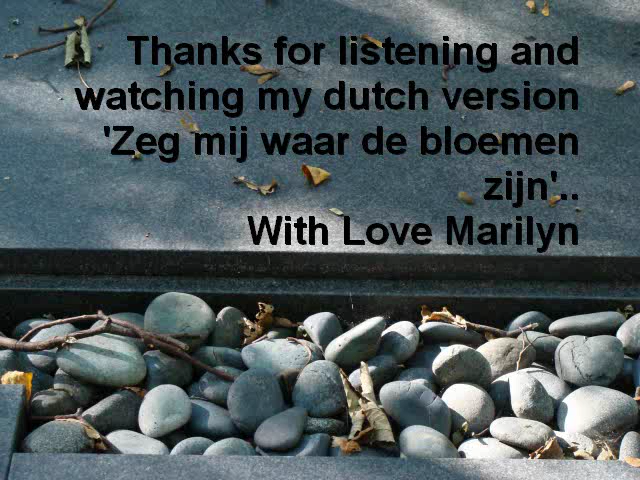 Thanks for listening and
watching my dutch version
'Zeg mij waar de bloemen
zijn'..
With Love Marilyn